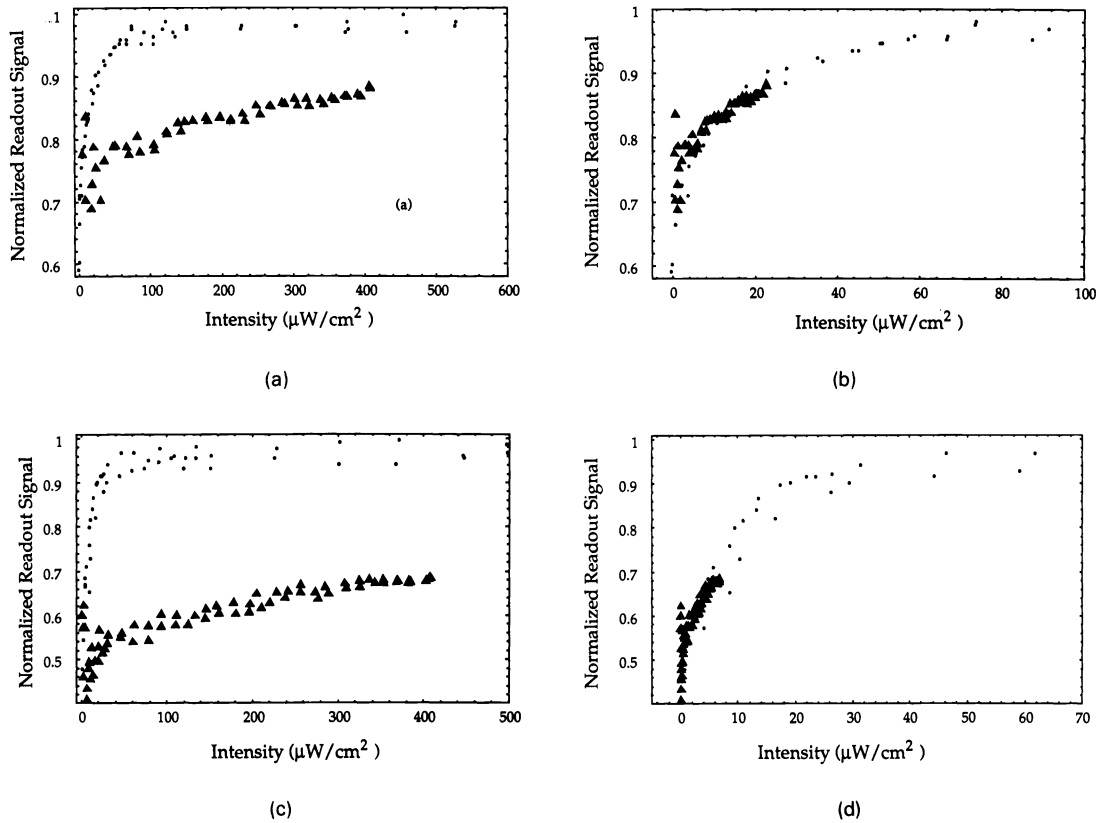 Normalized Readout Signal
1
0.9
0.8
0.7
0.6
(a)
0 100 200 300 400 500 600
Intensity (μW/cm²)
(a)
Normalized Readout Signal
1
0.9
0.8
0.7
0.6
0 20 40 60 80 100
Intensity (μW/cm²)
(b)
Normalized Readout Signal
1
0.9
0.8
0.7
0.6
0.5
0 100 200 300 400 500
Intensity (μW/cm²)
(c)
Normalized Readout Signal
1
0.9
0.8
0.7
0.6
0.5
0 10 20 30 40 50 60 70
Intensity (μW/cm²)
(d)